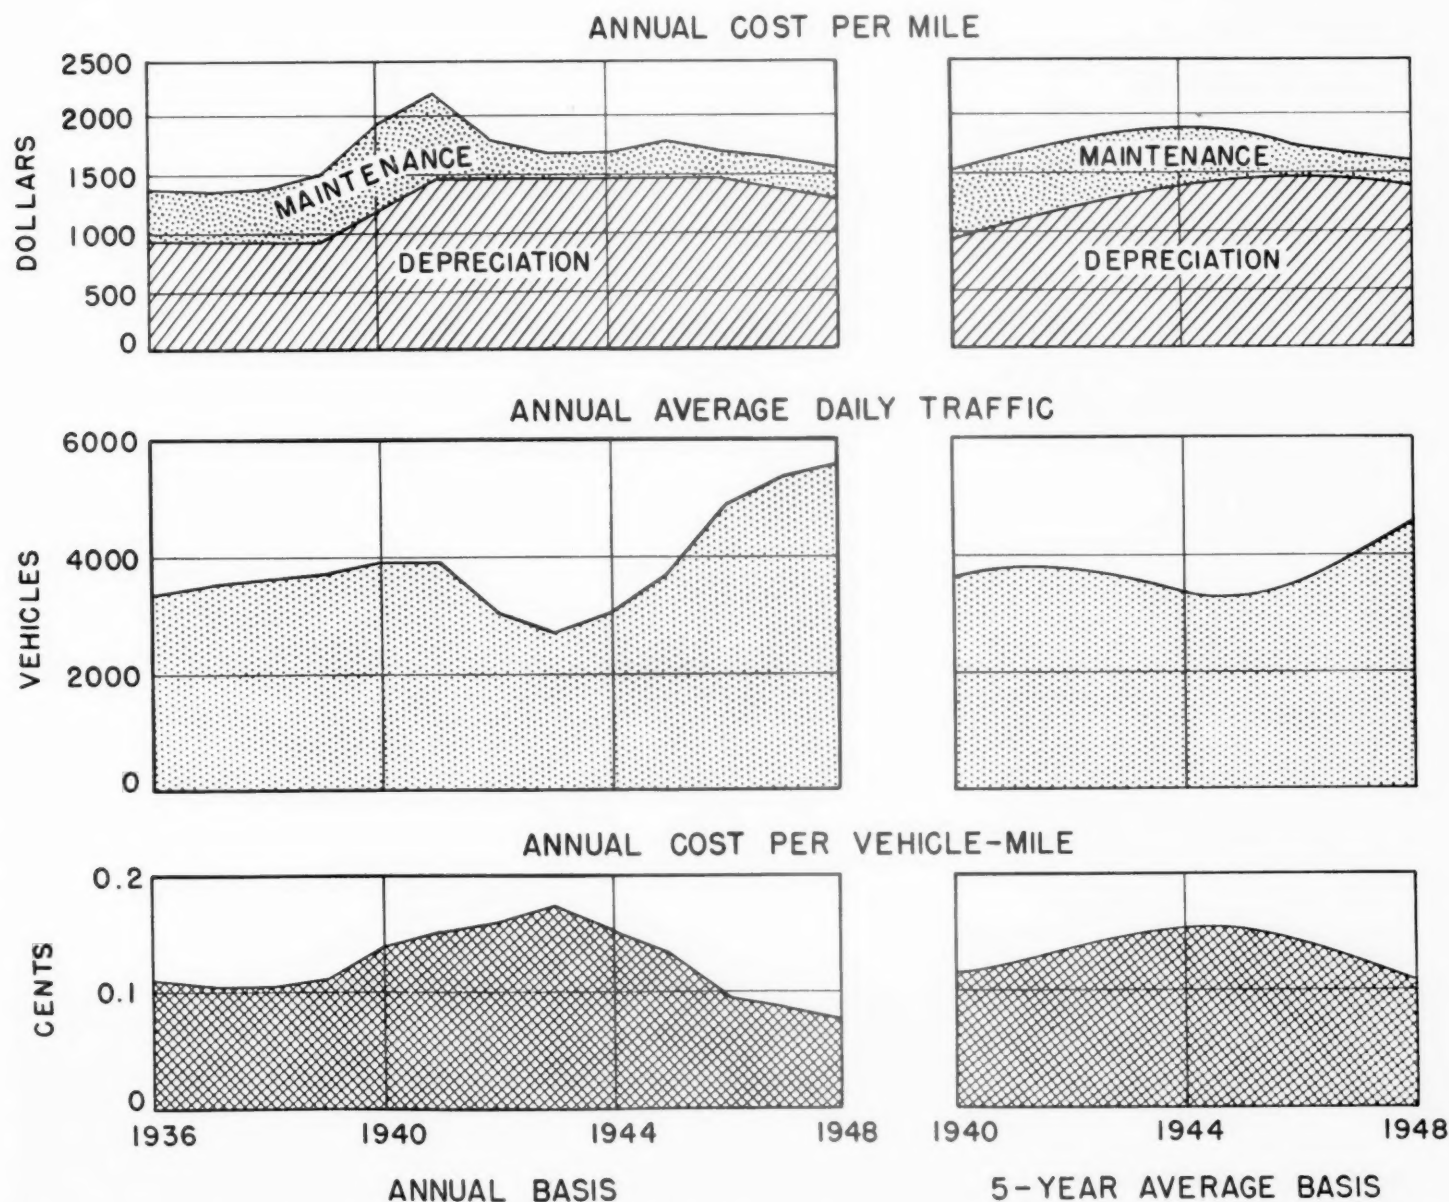 ANNUAL COST PER MILE
2500
2000
1500
1000
500
0
DOLLARS
MAINTENANCE
DEPRECIATION
MAINTENANCE
DEPRECIATION
ANNUAL AVERAGE DAILY TRAFFIC
6000
4000
2000
0
VEHICLES
ANNUAL COST PER VEHICLE-MILE
0.2
0.1
0
CENTS
1936 1940 1944 1948
1940 1944 1948
ANNUAL BASIS
5-YEAR AVERAGE BASIS